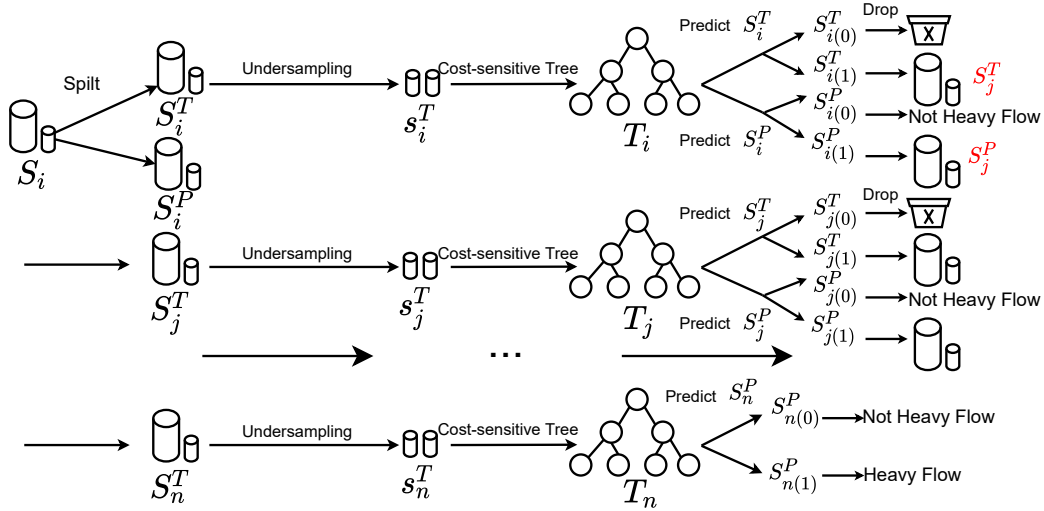 Spilt
S_i
S_i^T
S_i^P
Undersampling
s_i^T
Cost-sensitive Tree
T_i
Predict S_i^T
S_{i(0)}^T
Drop
X
S_{i(1)}^T
S_j^T
S_{i(0)}^P
Not Heavy Flow
Predict S_i^P
S_{i(1)}^P
S_j^P
S_j^T
Undersampling
s_j^T
Cost-sensitive Tree
T_j
Predict S_j^T
S_{j(0)}^T
Drop
X
S_{j(1)}^T
S_{j(0)}^P
Not Heavy Flow
Predict S_j^P
S_{j(1)}^P
...
S_n^T
Undersampling
s_n^T
Cost-sensitive Tree
T_n
Predict S_n^P
S_{n(0)}^P
Not Heavy Flow
S_{n(1)}^P
Heavy Flow